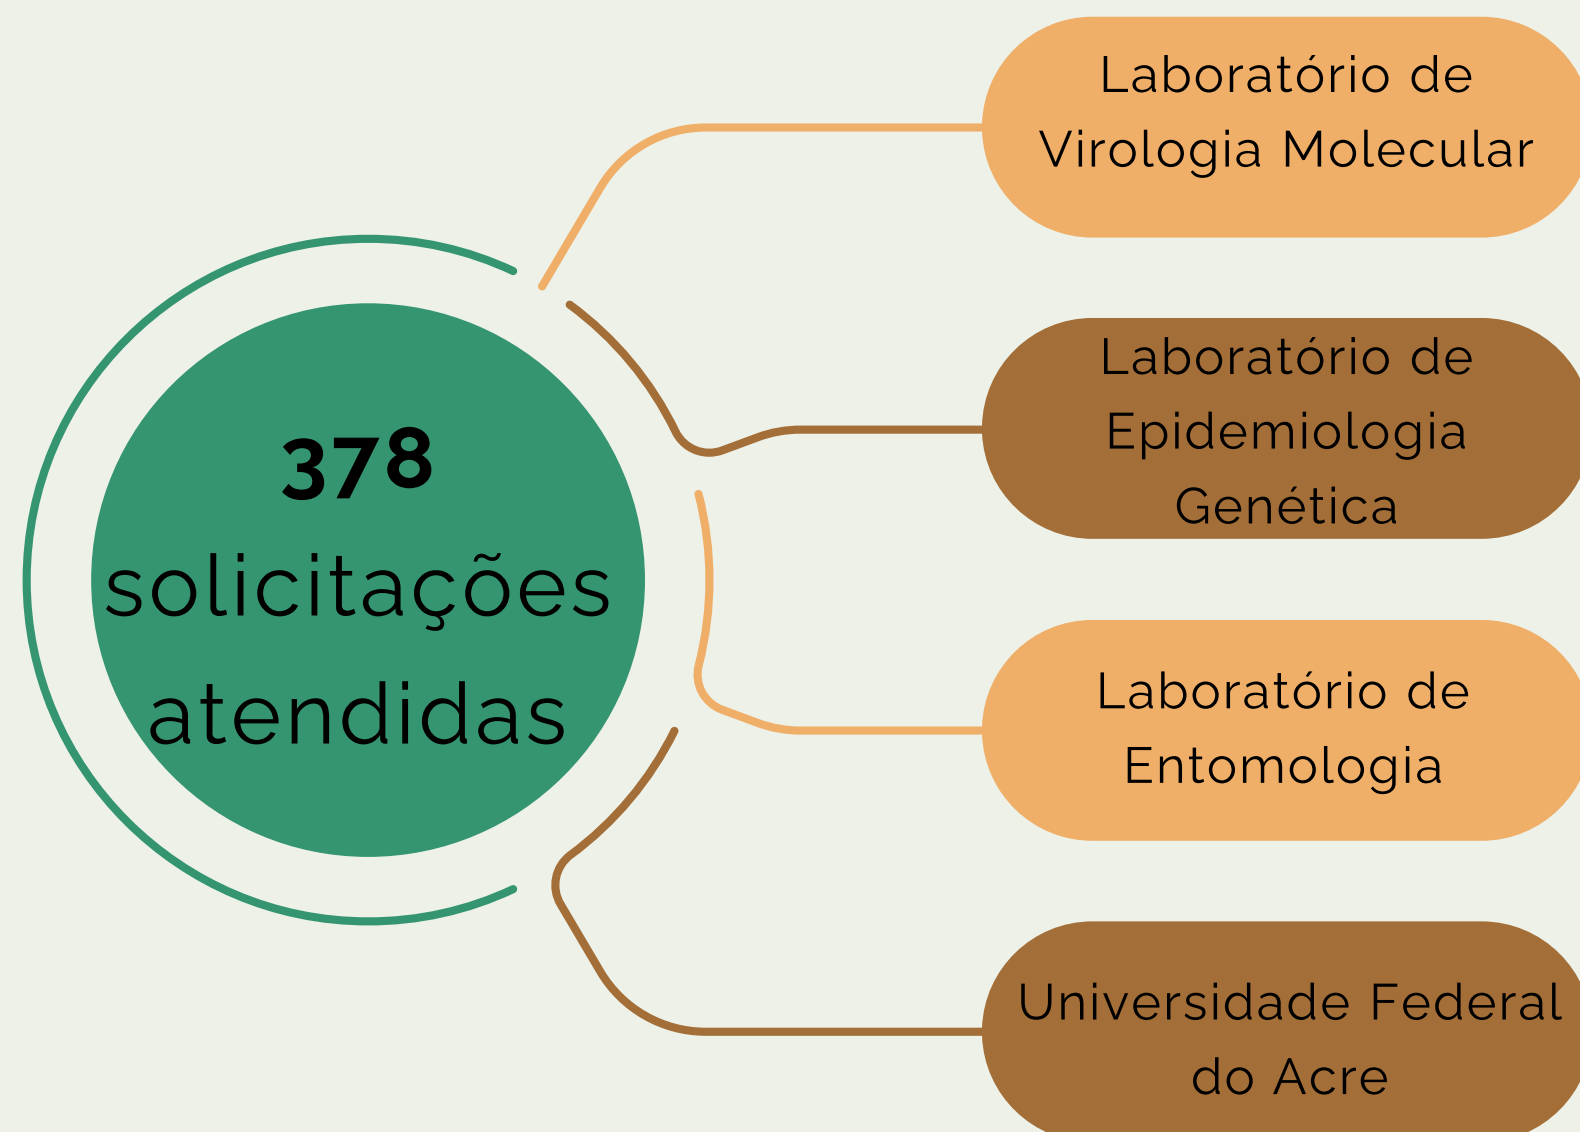 378
solicitações
atendidas
Laboratório de
Virologia Molecular
Laboratório de
Epidemiologia
Genética
Laboratório de
Entomologia
Universidade Federal
do Acre